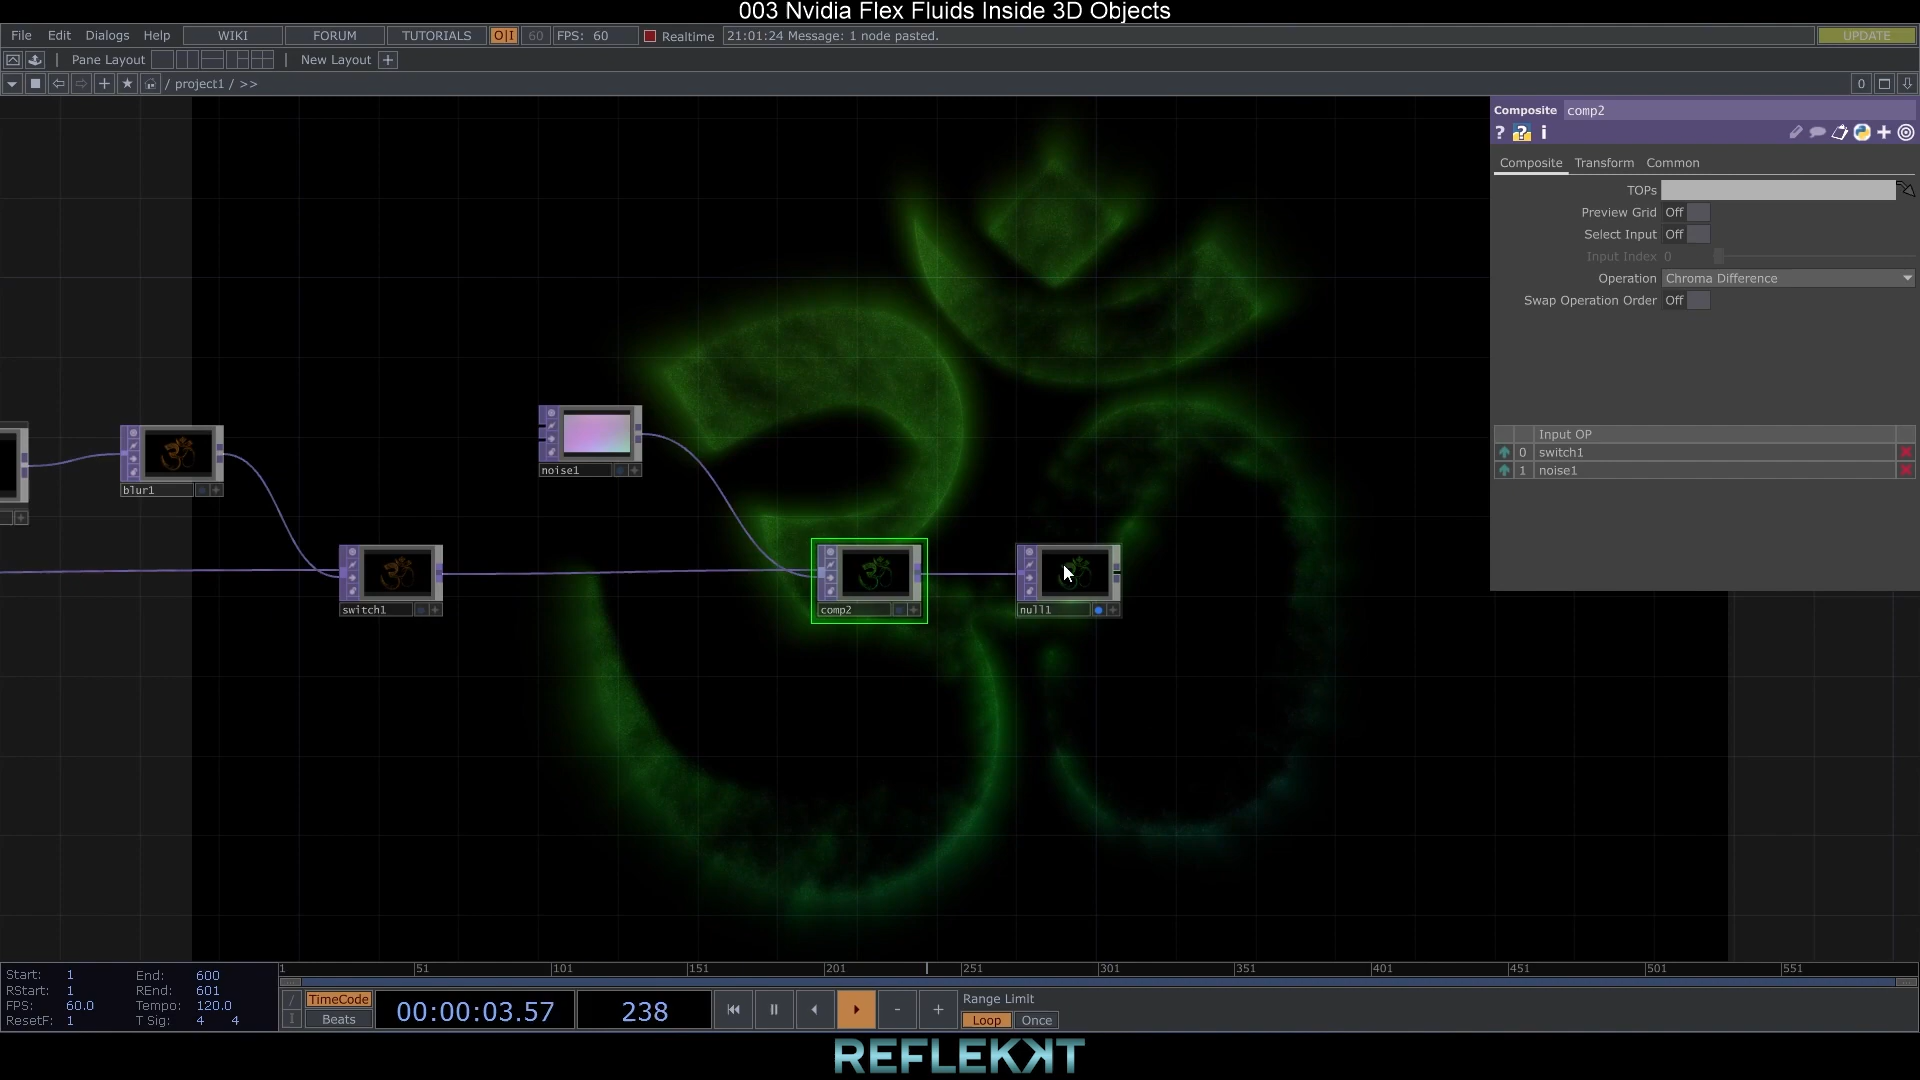 003 Nvidia Flex Fluids Inside 3D Objects
File Edit Dialogs Help WIKI FORUM TUTORIALS O|I 60 FPS: 60 Realtime 21:01:24 Message: 1 node pasted. UPDATE
Pane Layout New Layout +
/ project1 / >> 0
Composite comp2
? ? i
Composite Transform Common
TOPs
Preview Grid Off
Select Input Off
Input Index 0
Operation Chroma Difference
Swap Operation Order Off
Input OP
0 switch1
1 noise1
noise1
blur1
switch1
comp2
null1
1 51 101 151 201 251 301 351 401 451 501 551
Start: 1 End: 600
RStart: 1 REnd: 601
FPS: 60.0 Tempo: 120.0
ResetF: 1 T Sig: 4 4
/ TimeCode
I Beats
00:00:03.57 238 - +
Range Limit
Loop Once
REFLEKKT